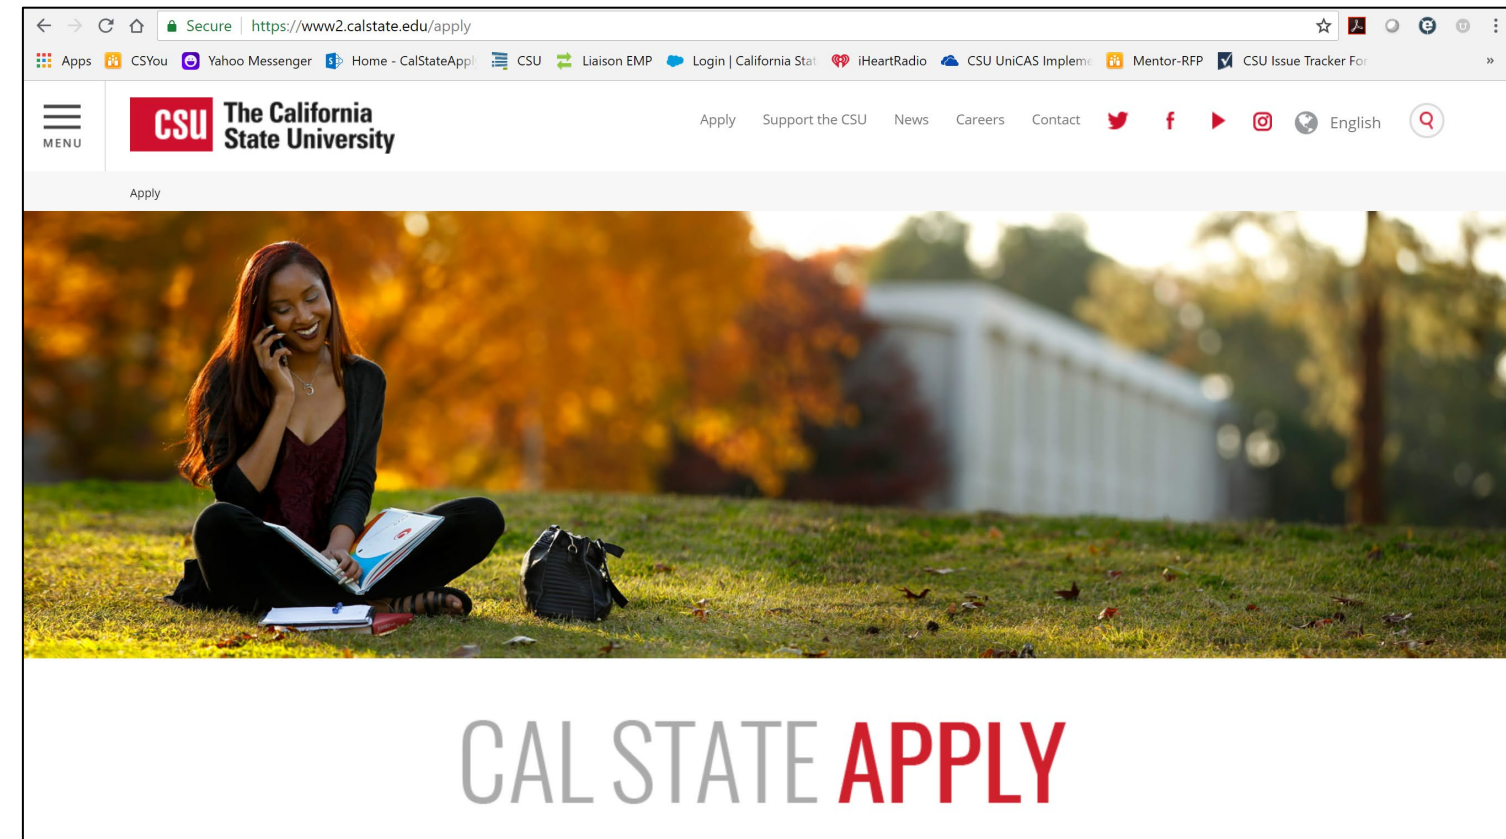 Secure https://www2.calstate.edu/apply
Apps CSYou Yahoo Messenger Home - CalStateAppl CSU Liaison EMP Login | California Stat iHeartRadio CSU UniCAS Impleme Mentor-RFP CSU Issue Tracker For »
MENU
CSU
The California
State University
Apply Support the CSU News Careers Contact English
Apply
CAL STATE APPLY